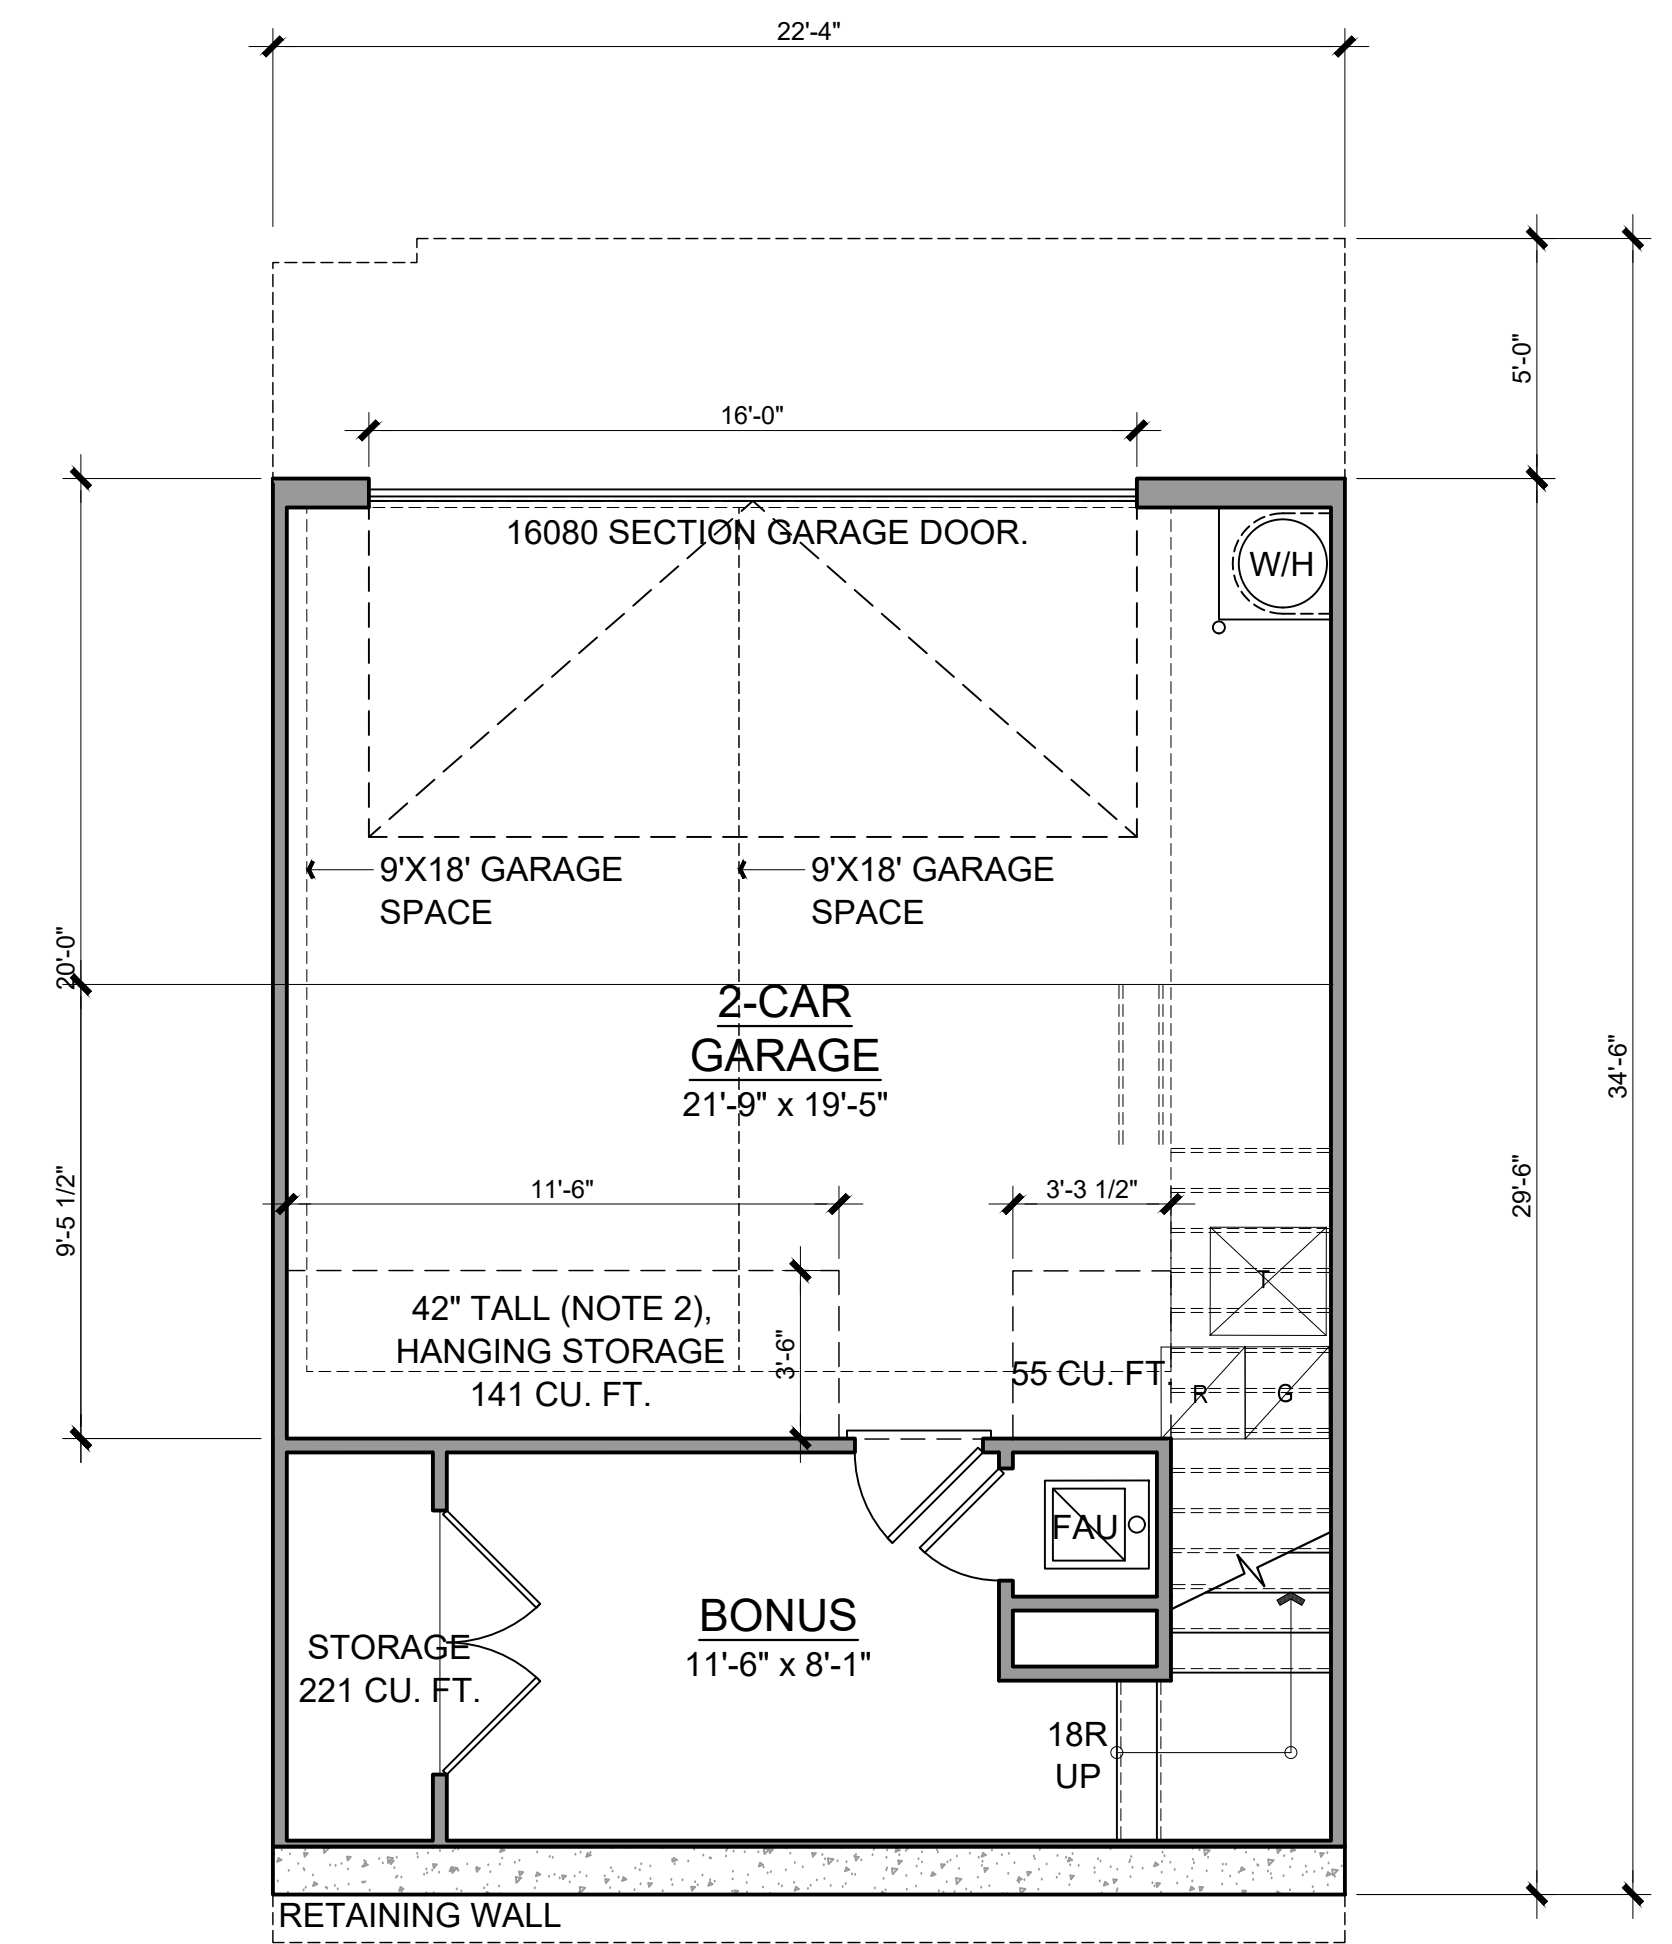 22'-4"
5'-0"
16'-0"
16080 SECTION GARAGE DOOR.
W/H
9'X18' GARAGE
SPACE
9'X18' GARAGE
SPACE
20'-0"
2-CAR
GARAGE
21'-9" x 19'-5"
34'-6"
29'-6"
9'-5 1/2"
11'-6"
3'-3 1/2"
T
42" TALL (NOTE 2),
HANGING STORAGE
141 CU. FT.
3'-6"
55 CU. FT.
R
G
FAU
BONUS
11'-6" x 8'-1"
STORAGE
221 CU. FT.
18R
UP
RETAINING WALL